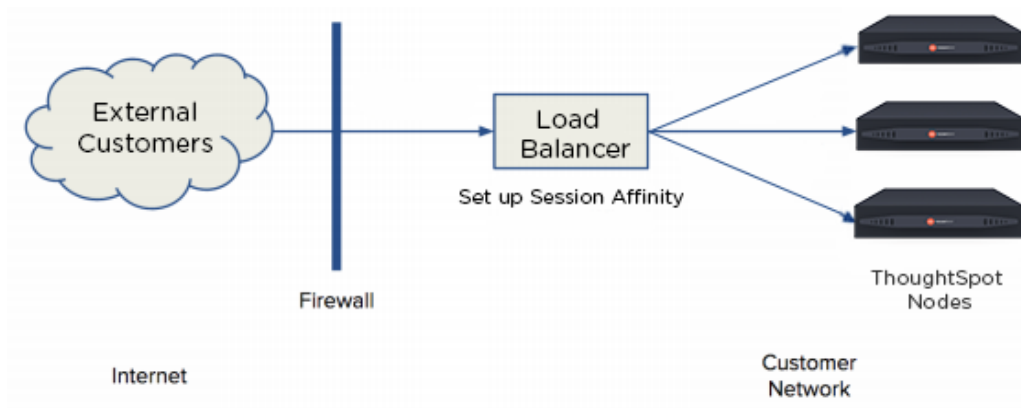 External
Customers
Load
Balancer
Set up Session Affinity
ThoughtSpot
Nodes
Firewall
Internet
Customer
Network